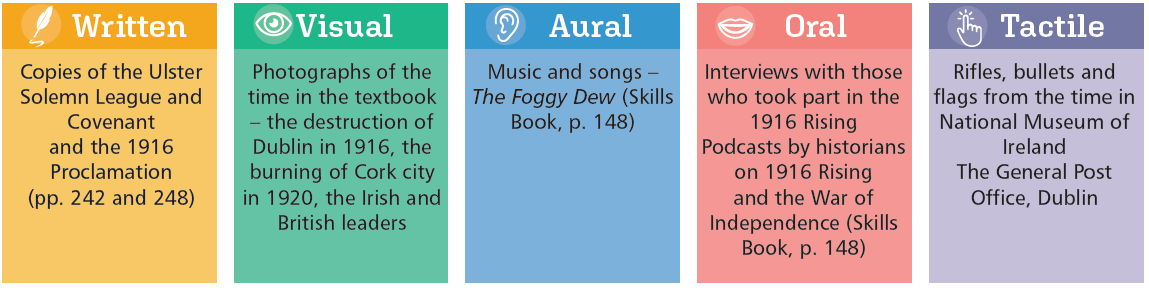 Written
Copies of the Ulster
Solemn League and
Covenant
and the 1916
Proclamation
(pp. 242 and 248)
Visual
Photographs of the
time in the textbook
– the destruction of
Dublin in 1916, the
burning of Cork city
in 1920, the Irish and
British leaders
Aural
Music and songs –
The Foggy Dew (Skills
Book, p. 148)
Oral
Interviews with those
who took part in the
1916 Rising
Podcasts by historians
on 1916 Rising
and the War of
Independence (Skills
Book, p. 148)
Tactile
Rifles, bullets and
flags from the time in
National Museum of
Ireland
The General Post
Office, Dublin